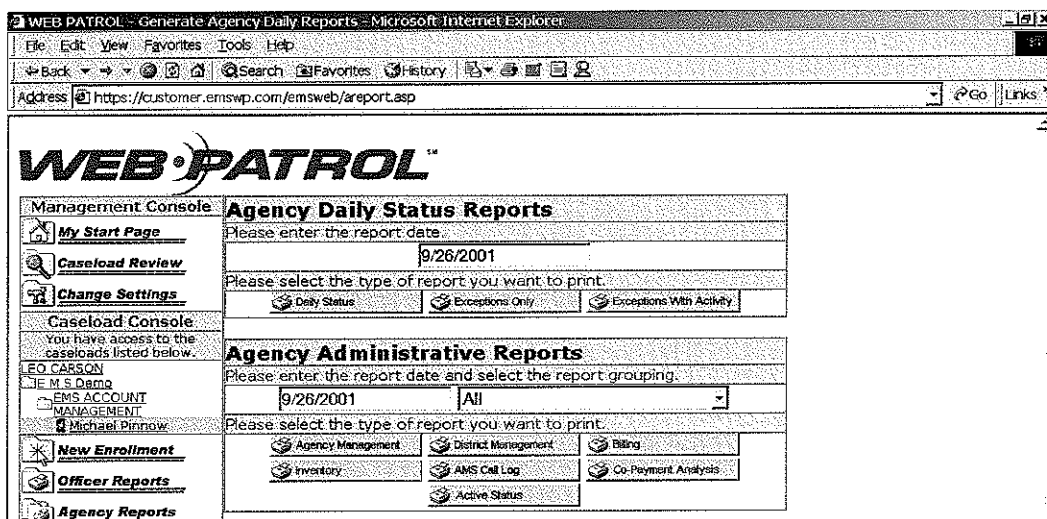 WEB PATROL - Generate Agency Daily Reports - Microsoft Internet Explorer
File Edit View Favorites Tools Help
Back Search Favorites History
Address https://customer.emswp.com/emsweb/areport.asp Go Links
WEB PATROL SM
Management Console
My Start Page
Caseload Review
Change Settings
Caseload Console
You have access to the
caseloads listed below.
LEO CARSON
E M S Demo
EMS ACCOUNT
MANAGEMENT
Michael Pinnow
New Enrollment
Officer Reports
Agency Reports
Agency Daily Status Reports
Please enter the report date.
9/26/2001
Please select the type of report you want to print.
Daily Status Exceptions Only Exceptions With Activity
Agency Administrative Reports
Please enter the report date and select the report grouping.
9/26/2001 All
Please select the type of report you want to print.
Agency Management District Management Billing
Inventory AMS Call Log Co-Payment Analysis
Active Status